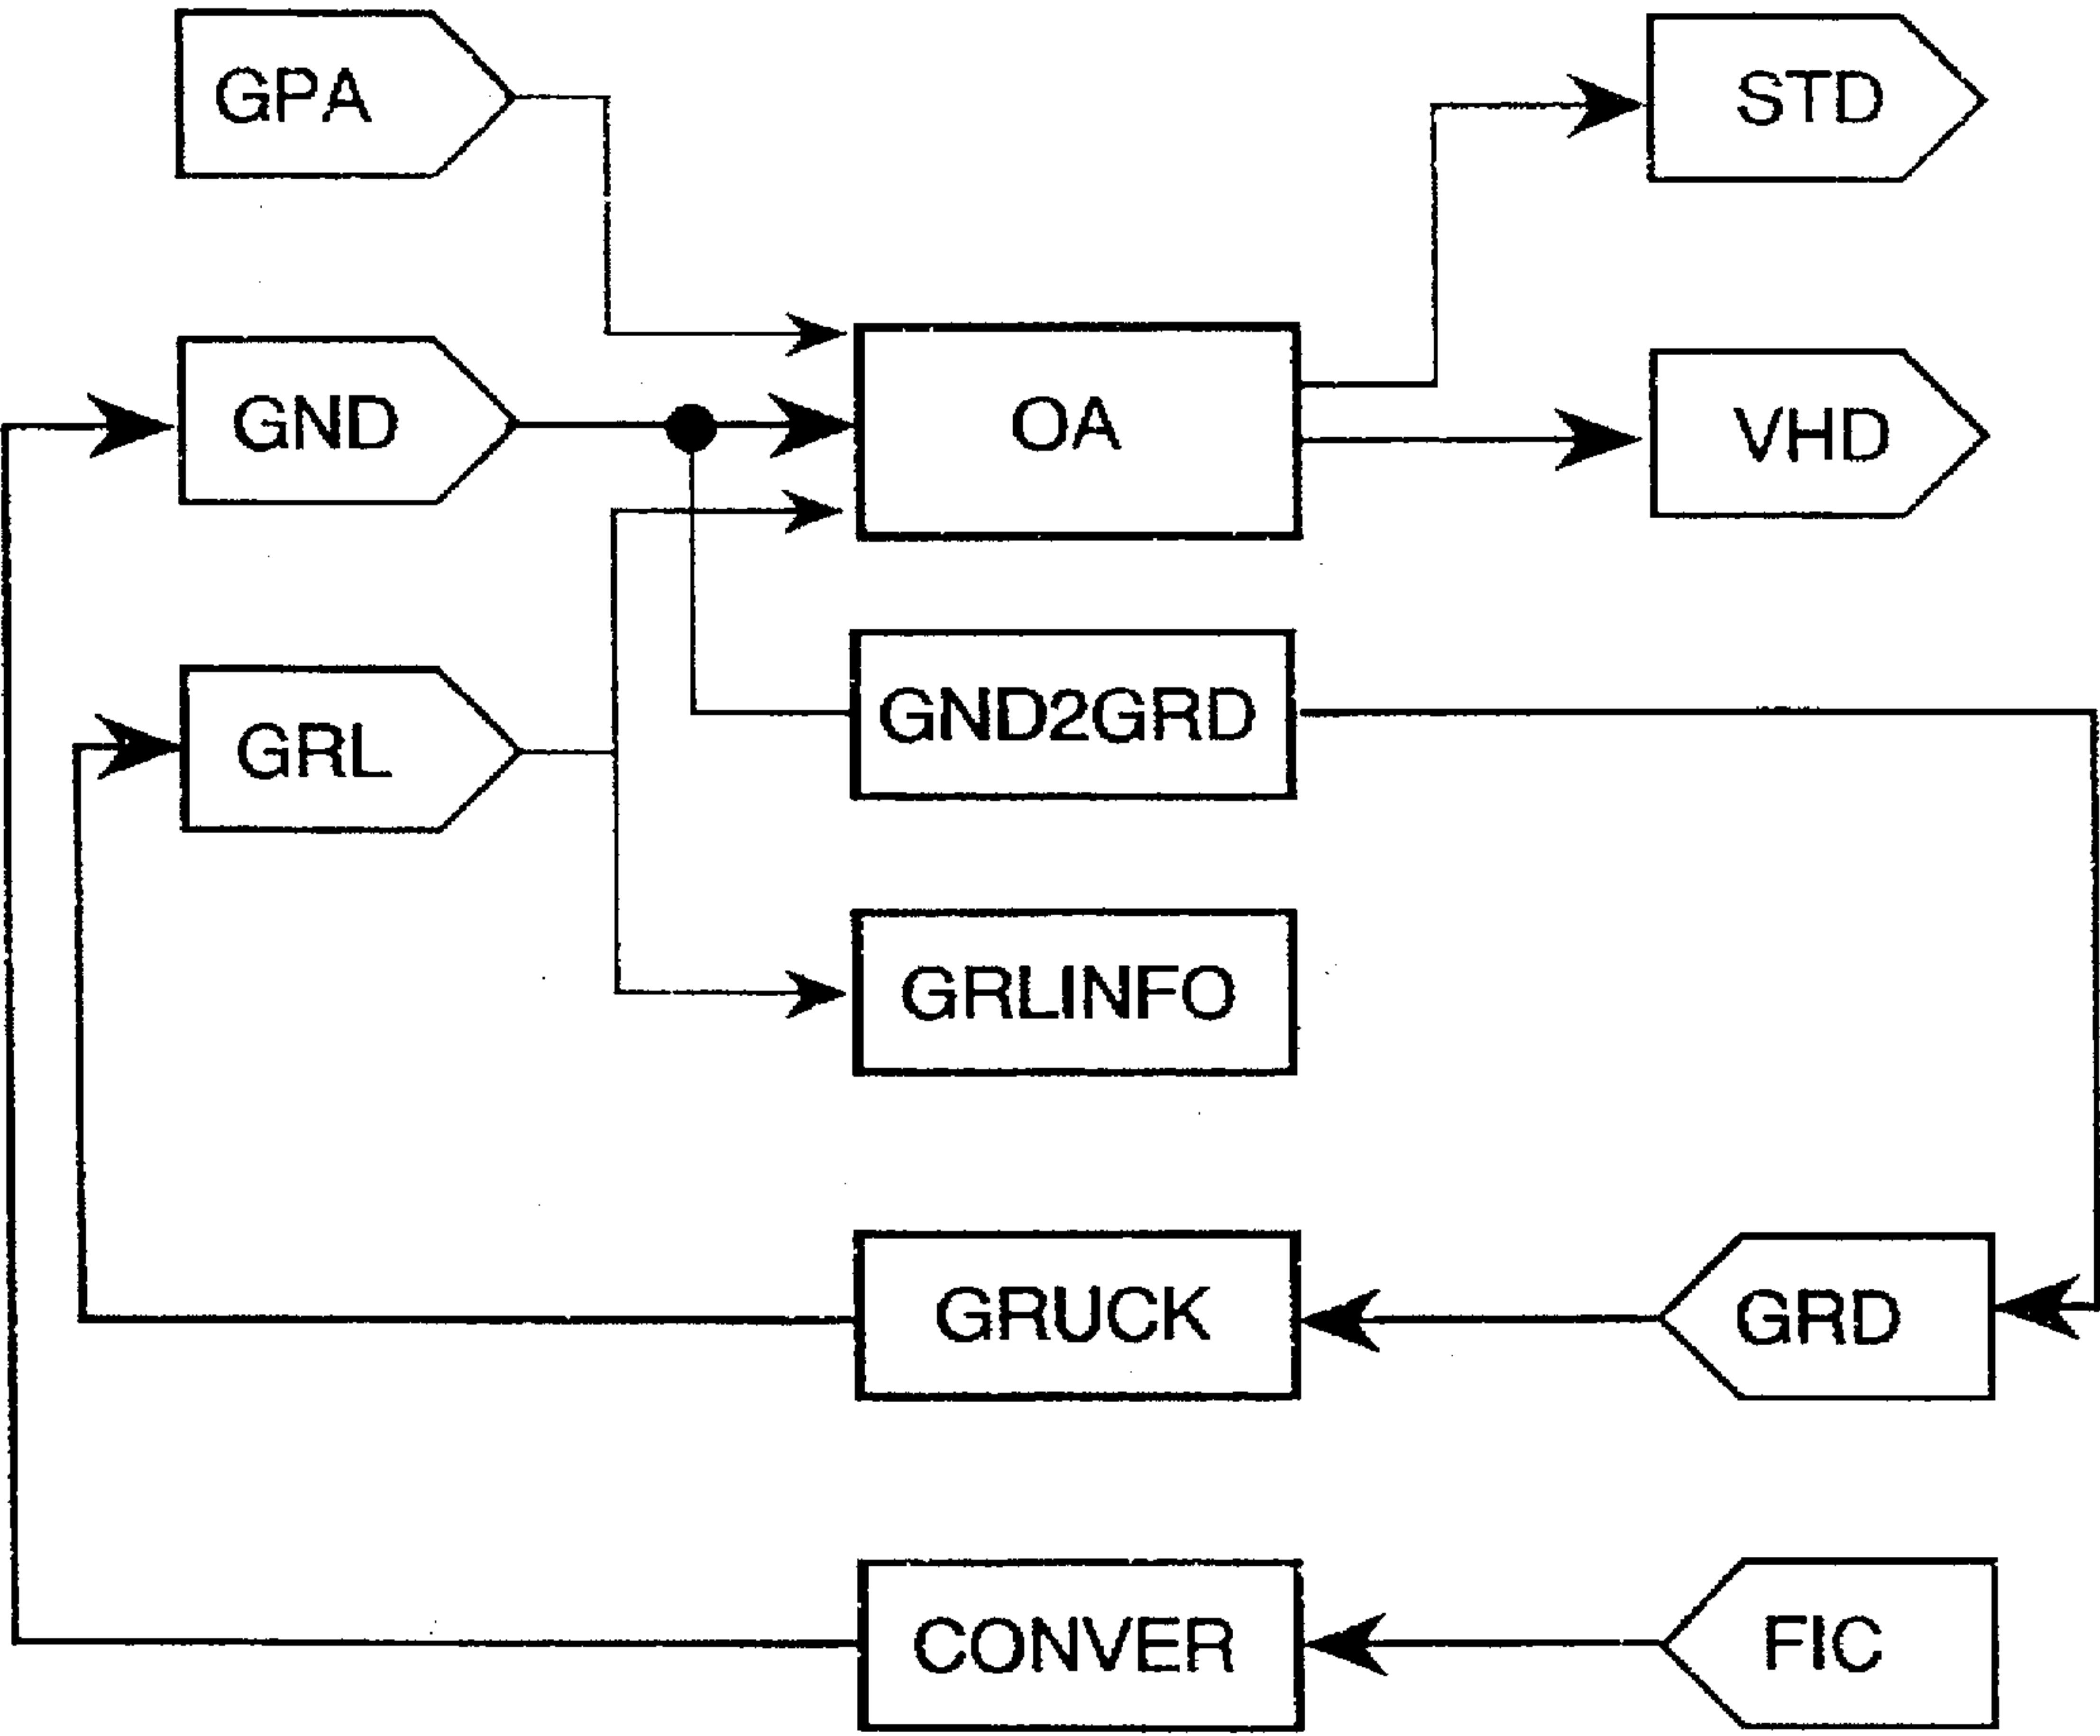 GPA
STD
GND
OA
VHD
GND2GRD
GRL
GRLINFO
GRUCK
GRD
CONVER
FIC